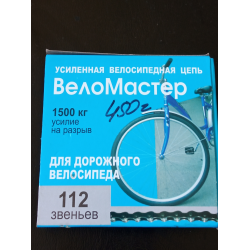 УСИЛЕННАЯ ВЕЛОСИПЕДНАЯ ЦЕПЬ
ВелоМастер
1500 кг
усилие
на разрыв
450г
ДЛЯ ДОРОЖНОГО
ВЕЛОСИПЕДА
112
звеньев